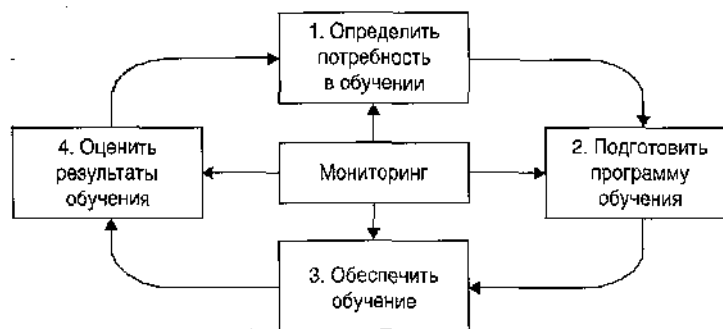 1. Определить
потребность
в обучении
4. Оценить
результаты
обучения
Мониторинг
2. Подготовить
программу
обучения
3. Обеспечить
обучение